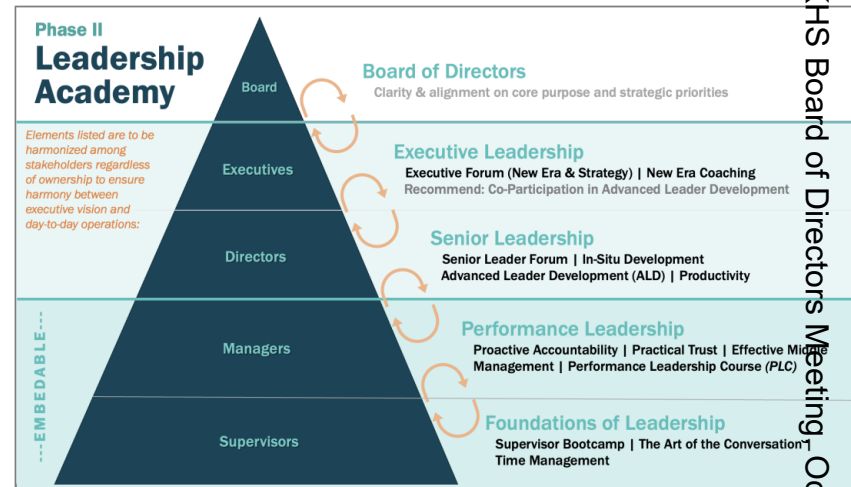 Phase II
Leadership
Academy
Elements listed are to be
harmonized among
stakeholders regardless
of ownership to ensure
harmony between
executive vision and
day-to-day operations:
---EMBEDABLE---
Board
Executives
Directors
Managers
Supervisors
Board of Directors
Clarity & alignment on core purpose and strategic priorities
Executive Leadership
Executive Forum (New Era & Strategy) | New Era Coaching
Recommend: Co-Participation in Advanced Leader Development
Senior Leadership
Senior Leader Forum | In-Situ Development
Advanced Leader Development (ALD) | Productivity
Performance Leadership
Proactive Accountability | Practical Trust | Effective Middle
Management | Performance Leadership Course (PLC)
Foundations of Leadership
Supervisor Bootcamp | The Art of the Conversation
Time Management
Board of Directors Meeting